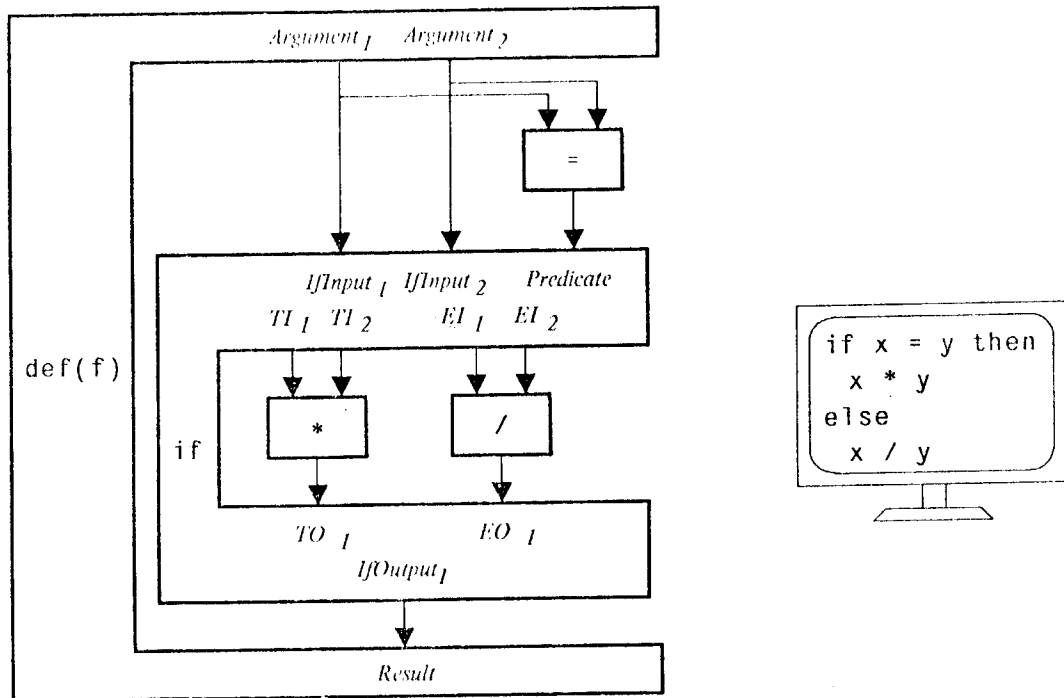 Argument 1 Argument 2
=
IfInput 1 IfInput 2 Predicate
TI 1 TI 2 EI 1 EI 2
def(f)
if
* /
TO 1 EO 1
IfOutput 1
Result
if x = y then
x * y
else
x / y